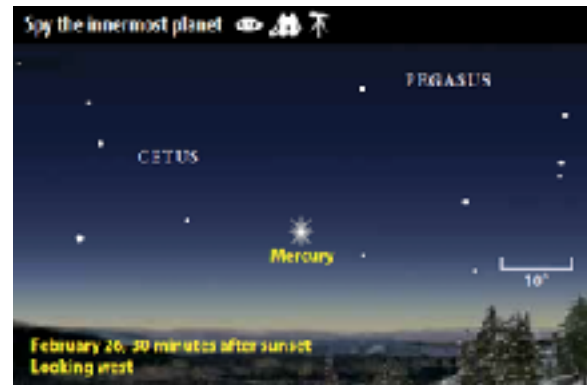 Spy the innermost planet
PEGASUS
CETUS
Mercury
10°
February 26, 30 minutes after sunset
Looking west